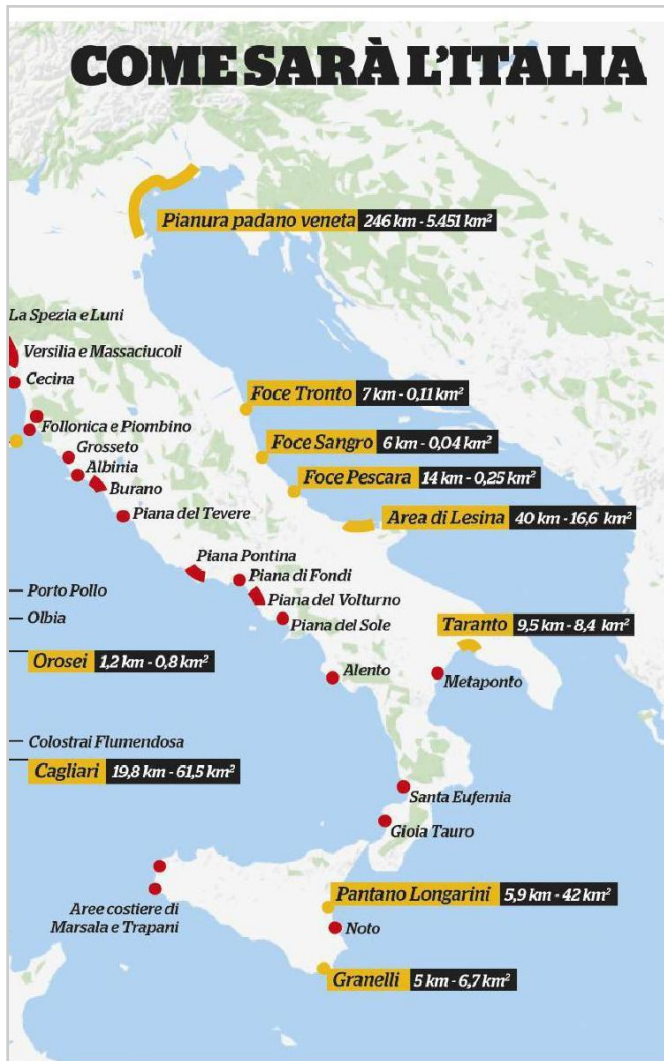 COME SARÀ L'ITALIA
Pianura padano veneta 246 km - 5.451 km²
La Spezia e Luni
Versilia e Massaciucoli
Cecina
Foce Tronto 7 km - 0,11 km²
Follonica e Piombino
Foce Sangro 6 km - 0,04 km²
Grosseto
Albinia
Foce Pescara 14 km - 0,25 km²
Burano
Piana del Tevere
Area di Lesina 40 km - 16,6 km²
Piana Pontina
Piana di Fondi
Porto Pollo
Piana del Volturno
Olbia
Piana del Sole
Taranto 9,5 km - 8,4 km²
Orosei 1,2 km - 0,8 km²
Alento
Metaponto
Colostrai Flumendosa
Cagliari 19,8 km - 61,5 km²
Santa Eufemia
Gioia Tauro
Pantano Longarini 5,9 km - 42 km²
Aree costiere di
Marsala e Trapani
Noto
Granelli 5 km - 6,7 km²